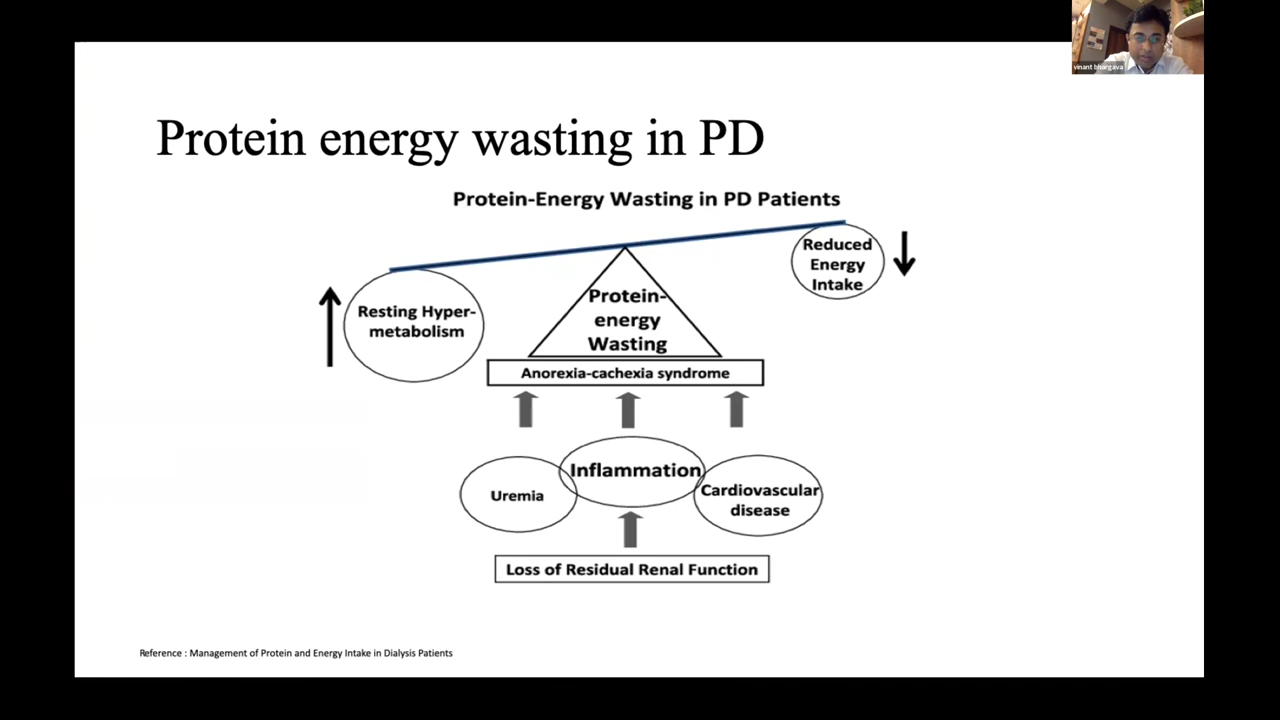 vinant bhargava
Protein energy wasting in PD
Protein-Energy Wasting in PD Patients
Reduced
Energy
Intake
Resting Hyper-
metabolism
Protein-
energy
Wasting
Anorexia-cachexia syndrome
Inflammation
Uremia
Cardiovascular
disease
Loss of Residual Renal Function
Reference : Management of Protein and Energy Intake in Dialysis Patients